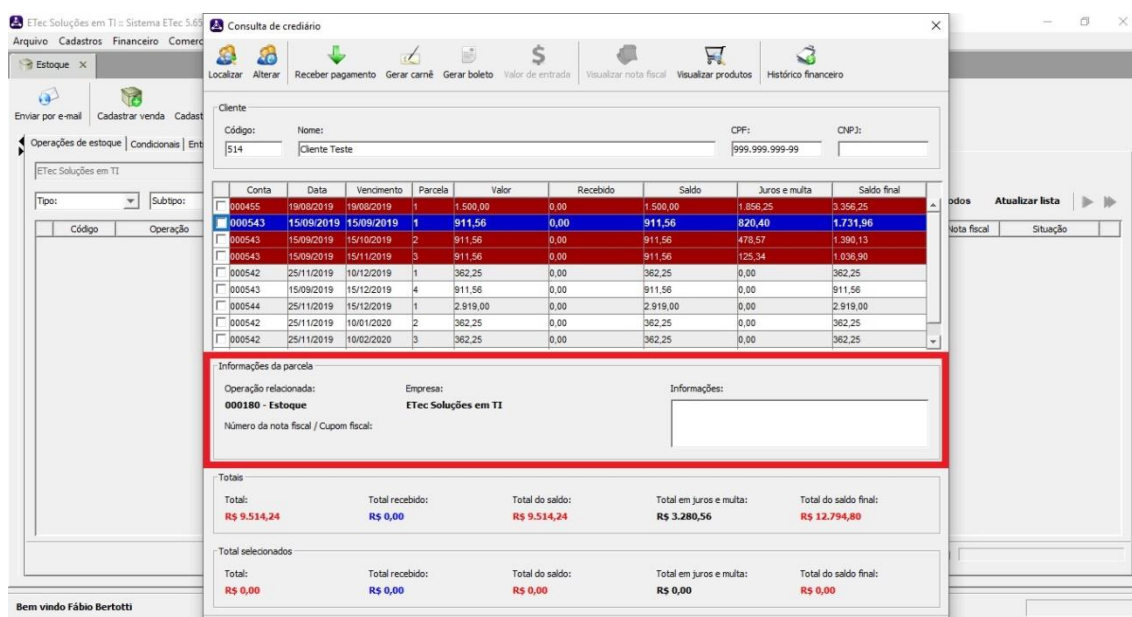 ETec Soluções em TI :: Sistema ETec 5.65
Consulta de crediário
Arquivo Cadastros Financeiro Comerc
Estoque
Localizar Alterar Receber pagamento Gerar carnê Gerar boleto Valor de entrada Visualizar nota fiscal Visualizar produtos Histórico financeiro
Enviar por e-mail Cadastrar venda Cadast
Cliente
Código: Nome: CPF: CNPJ:
514 Cliente Teste 999.999.999-99
Operações de estoque Condicionais Ent
ETec Soluções em TI
Tipo: Subtipo: odos Atualizar lista
Código Operação Nota fiscal Situação
Conta Data Vencimento Parcela Valor Recebido Saldo Juros e multa Saldo final
000455 19/08/2019 19/08/2019 1 1.500,00 0,00 1.500,00 1.856,25 3.356,25
000543 15/09/2019 15/09/2019 1 911,56 0,00 911,56 820,40 1.731,96
000543 15/09/2019 15/10/2019 2 911,56 0,00 911,56 478,57 1.390,13
000543 15/09/2019 15/11/2019 3 911,56 0,00 911,56 125,34 1.036,90
000542 25/11/2019 10/12/2019 1 362,25 0,00 362,25 0,00 362,25
000543 15/09/2019 15/12/2019 4 911,56 0,00 911,56 0,00 911,56
000544 25/11/2019 15/12/2019 1 2.919,00 0,00 2.919,00 0,00 2.919,00
000542 25/11/2019 10/01/2020 2 362,25 0,00 362,25 0,00 362,25
000542 25/11/2019 10/02/2020 3 362,25 0,00 362,25 0,00 362,25
Informações da parcela
Operação relacionada: Empresa: Informações:
000180 - Estoque ETec Soluções em TI
Número da nota fiscal / Cupom fiscal:
Totais
Total: Total recebido: Total do saldo: Total em juros e multa: Total do saldo final:
R$ 9.514,24 R$ 0,00 R$ 9.514,24 R$ 3.280,56 R$ 12.794,80
Total selecionados
Total: Total recebido: Total do saldo: Total em juros e multa: Total do saldo final:
R$ 0,00 R$ 0,00 R$ 0,00 R$ 0,00 R$ 0,00
Bem vindo Fábio Bertotti